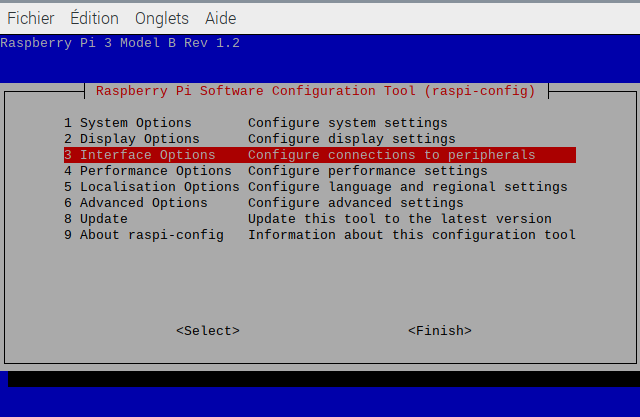 Fichier Édition Onglets Aide
Raspberry Pi 3 Model B Rev 1.2
Raspberry Pi Software Configuration Tool (raspi-config)
1 System Options Configure system settings
2 Display Options Configure display settings
3 Interface Options Configure connections to peripherals
4 Performance Options Configure performance settings
5 Localisation Options Configure language and regional settings
6 Advanced Options Configure advanced settings
8 Update Update this tool to the latest version
9 About raspi-config Information about this configuration tool
<Select> <Finish>